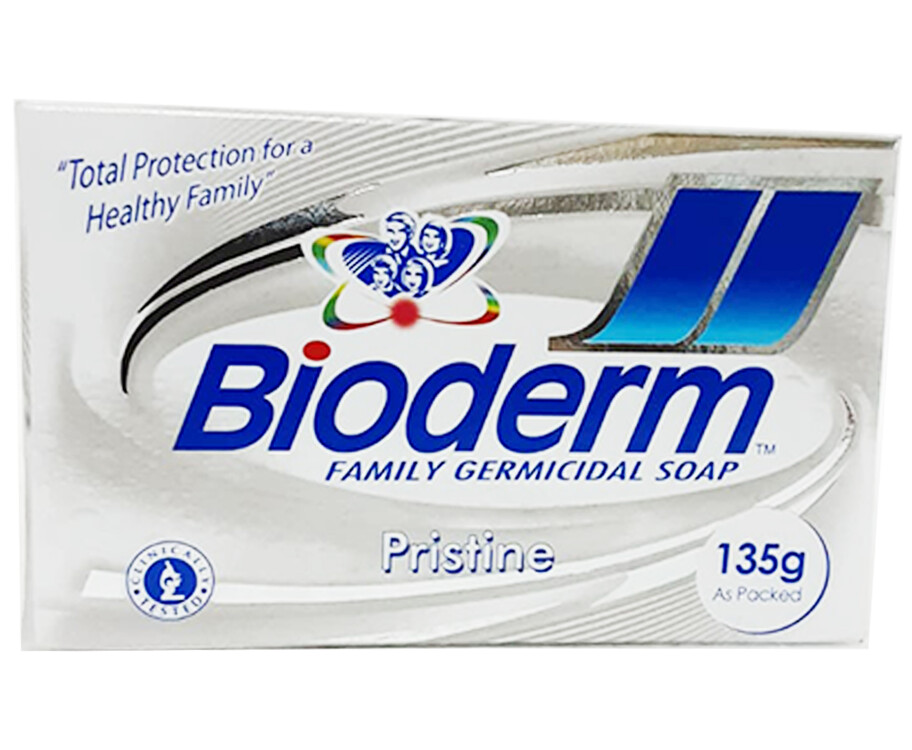 "Total Protection for a
Healthy Family"
Bioderm™
FAMILY GERMICIDAL SOAP
Pristine
CLINICALLY
TESTED
135g
As Packed